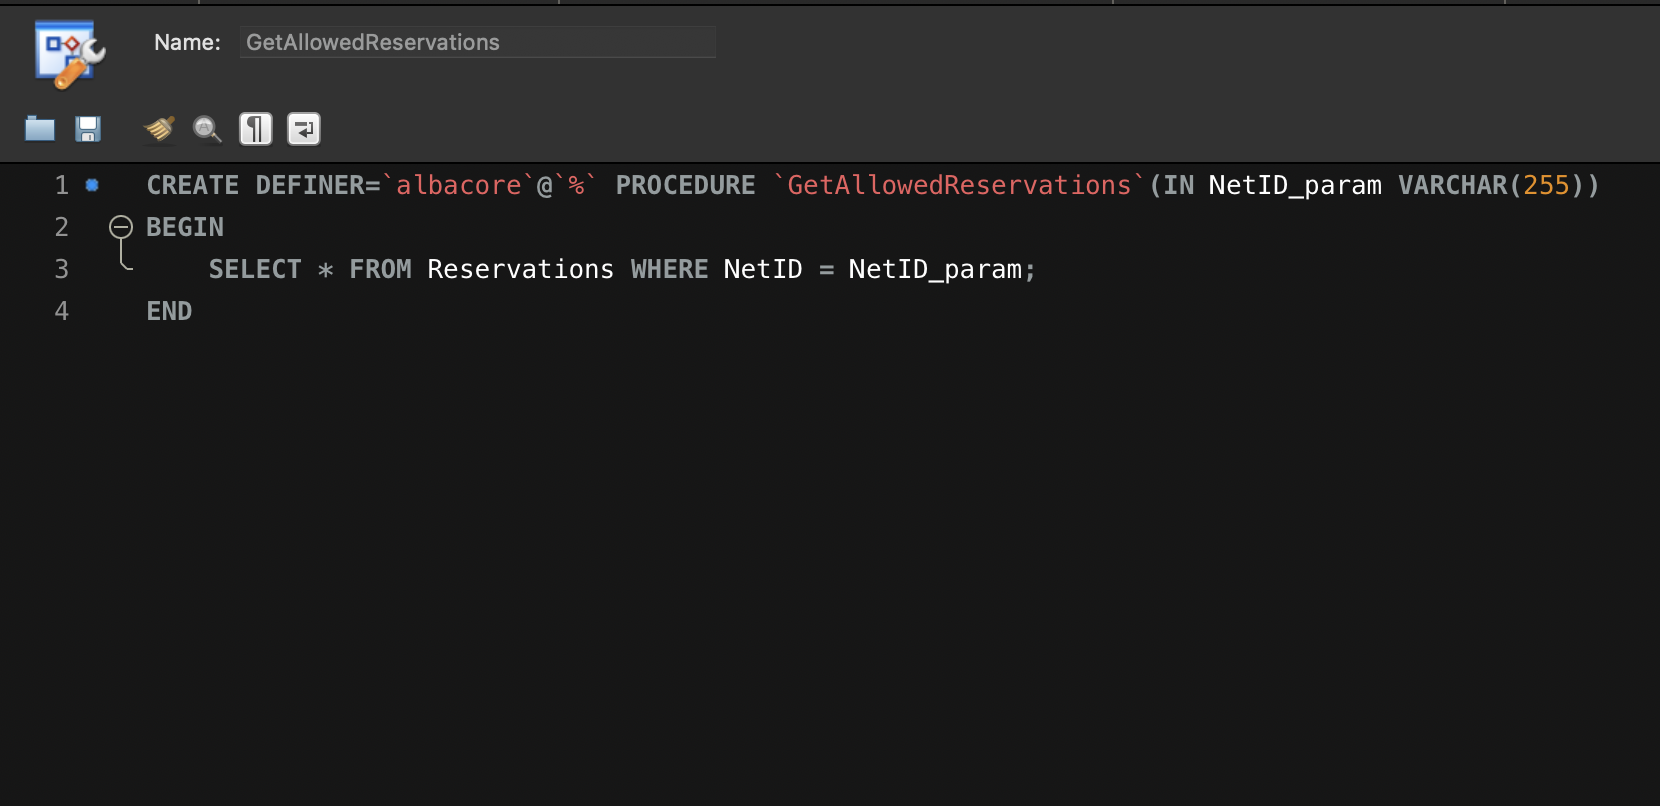 Name: GetAllowedReservations
1 CREATE DEFINER=`albacore`@`%` PROCEDURE `GetAllowedReservations`(IN NetID_param VARCHAR(255))
2 BEGIN
3 SELECT * FROM Reservations WHERE NetID = NetID_param;
4 END